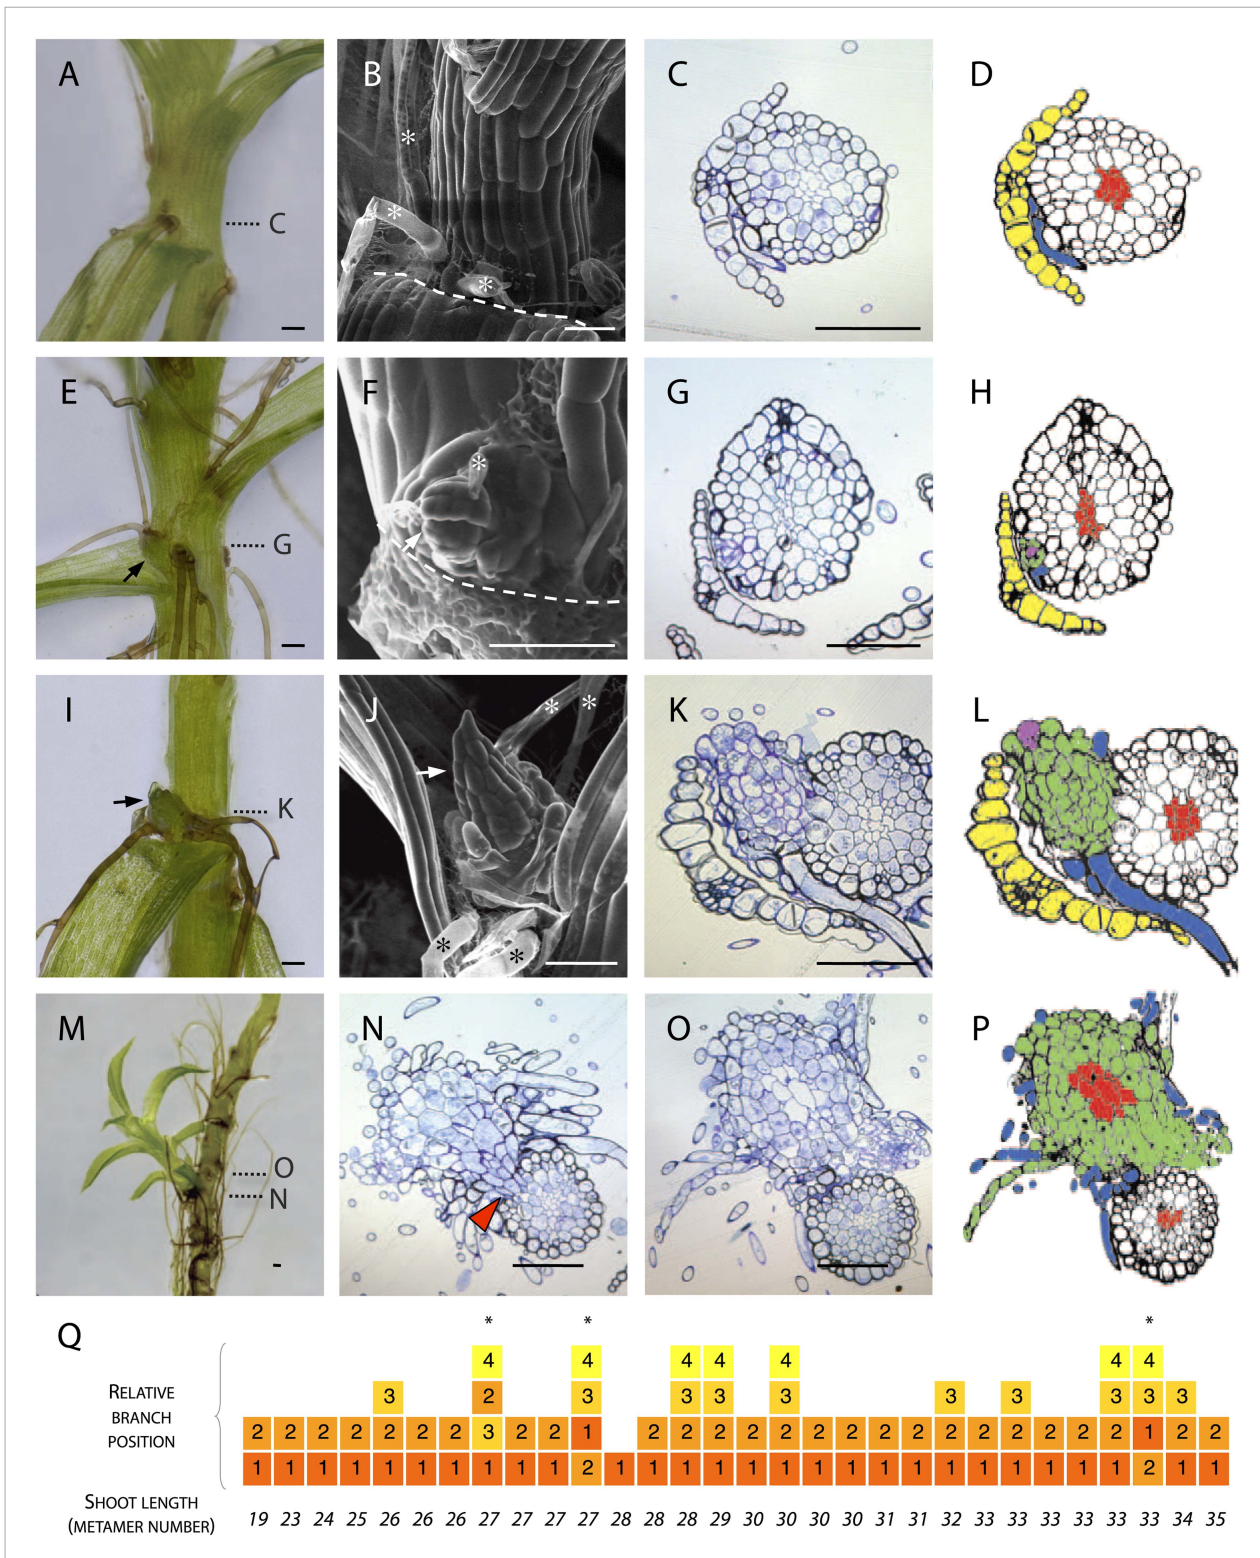 A
B
C
D
C
*
*
*
E
F
G
H
G
*
I
J
K
L
K
*
*
*
*
M
N
O
P
O
N
Q
* *
4 4 4 4 4 4 4
3 2 3 3 3 3 3 3 3 3 3
2 2 2 2 2 2 2 3 2 2 1 2 2 2 2 2 2 2 2 2 2 2 2 2 2 2 1 2 2
1 1 1 1 1 1 1 1 1 1 2 1 1 1 1 1 1 1 1 1 1 1 1 1 1 1 1 2 1 1
RELATIVE
BRANCH
POSITION
SHOOT LENGTH
(METAMER NUMBER)
19 23 24 25 26 26 26 27 27 27 27 28 28 28 29 30 30 30 30 31 31 32 33 33 33 33 33 33 34 35